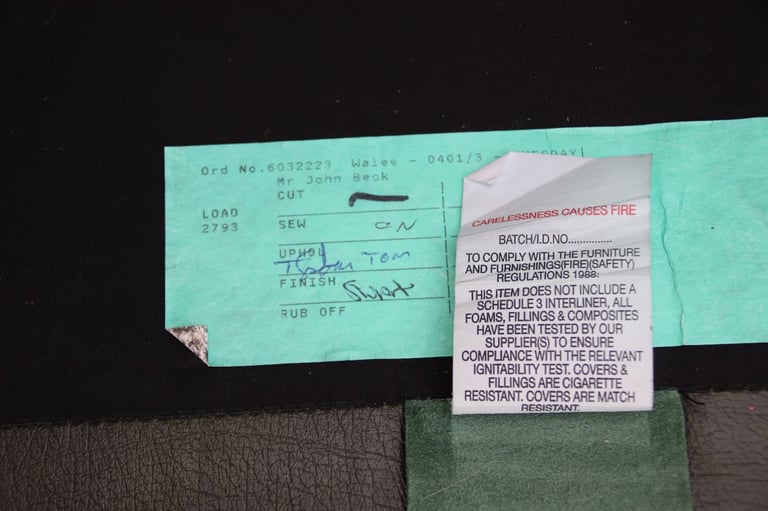 Ord No.6032223 Wales - 0401/3 -
Mr John Beck
CUT
LOAD
2793
SEW ON
UPHOL Tom
FINISH
RUB OFF
CARELESSNESS CAUSES FIRE
BATCH/I.D.NO..............
TO COMPLY WITH THE FURNITURE
AND FURNISHINGS(FIRE)(SAFETY)
REGULATIONS 1988:
THIS ITEM DOES NOT INCLUDE A
SCHEDULE 3 INTERLINER, ALL
FOAMS, FILLINGS & COMPOSITES
HAVE BEEN TESTED BY OUR
SUPPLIER(S) TO ENSURE
COMPLIANCE WITH THE RELEVANT
IGNITABILITY TEST. COVERS &
FILLINGS ARE CIGARETTE
RESISTANT. COVERS ARE MATCH
RESISTANT.